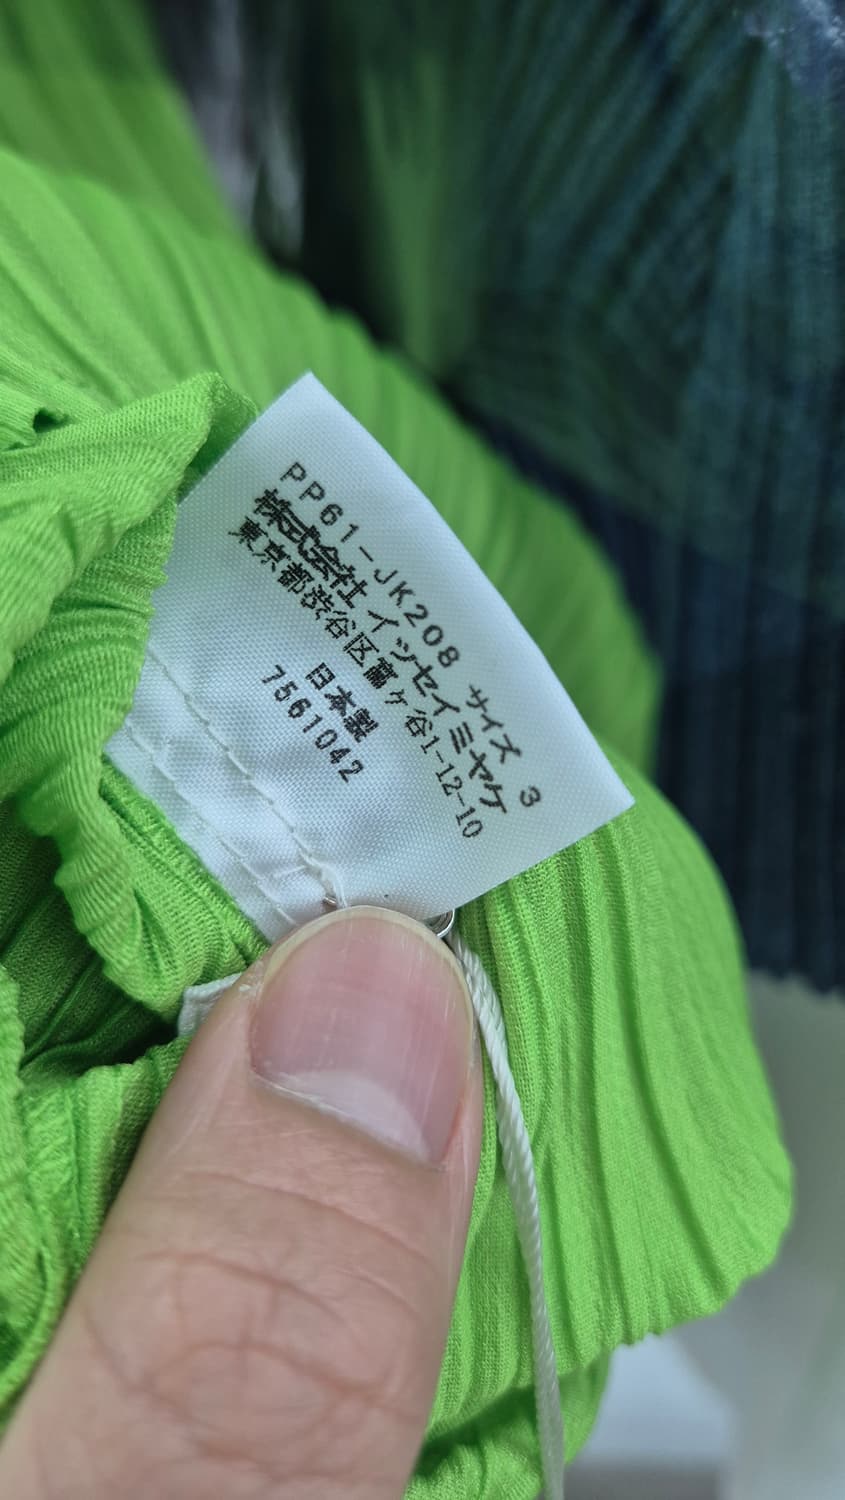 PP61-JK208 サイズ 3
株式会社 イッセイミヤケ
東京都渋谷区富ヶ谷1-12-10
日本製
7561042